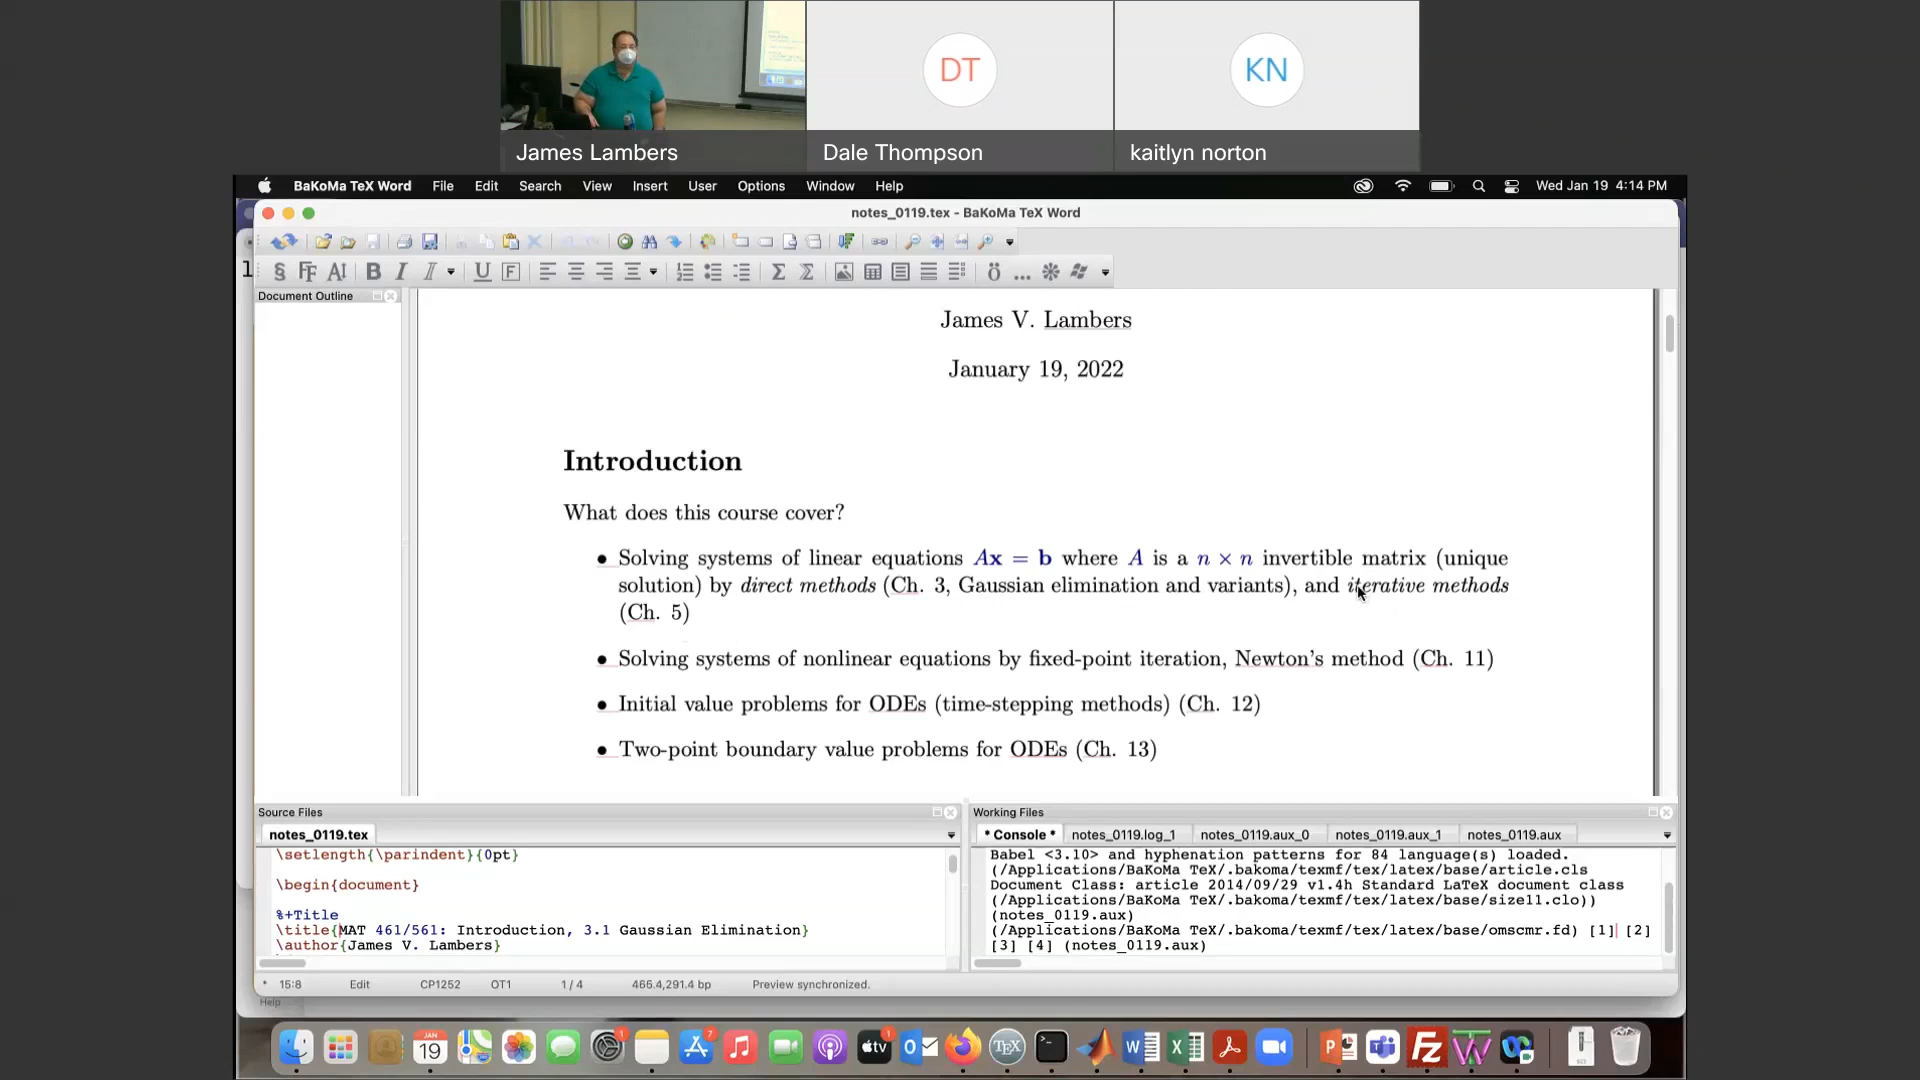 DT
KN
James Lambers
Dale Thompson
kaitlyn norton
BaKoMa TeX Word File Edit Search View Insert User Options Window Help
Wed Jan 19 4:14 PM
notes_0119.tex - BaKoMa TeX Word
Document Outline
James V. Lambers
January 19, 2022
Introduction
What does this course cover?
• Solving systems of linear equations Ax = b where A is a n × n invertible matrix (unique
solution) by direct methods (Ch. 3, Gaussian elimination and variants), and iterative methods
(Ch. 5)
• Solving systems of nonlinear equations by fixed-point iteration, Newton's method (Ch. 11)
• Initial value problems for ODEs (time-stepping methods) (Ch. 12)
• Two-point boundary value problems for ODEs (Ch. 13)
Source Files
notes_0119.tex
\setlength{\parindent}{0pt}
\begin{document}
%+Title
\title{MAT 461/561: Introduction, 3.1 Gaussian Elimination}
\author{James V. Lambers}
Working Files
* Console * notes_0119.log_1 notes_0119.aux_0 notes_0119.aux_1 notes_0119.aux
Babel <3.10> and hyphenation patterns for 84 language(s) loaded.
(/Applications/BaKoMa TeX/.bakoma/texmf/tex/latex/base/article.cls
Document Class: article 2014/09/29 v1.4h Standard LaTeX document class
(/Applications/BaKoMa TeX/.bakoma/texmf/tex/latex/base/size11.clo))
(notes_0119.aux)
(/Applications/BaKoMa TeX/.bakoma/texmf/tex/latex/base/omscmr.fd) [1] [2]
[3] [4] (notes_0119.aux)
* 15:8 Edit CP1252 OT1 1 / 4 466.4,291.4 bp Preview synchronized.
Help
JAN
19
1
7
1
tv
TEX